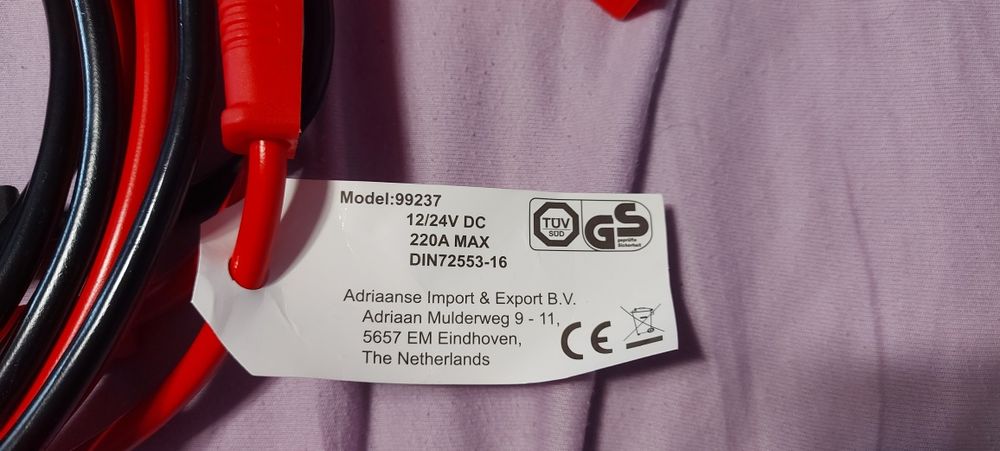 Model:99237
12/24V DC
220A MAX
DIN72553-16
TÜV
SÜD
GS
geprüfte
Sicherheit
Adriaanse Import & Export B.V.
Adriaan Mulderweg 9 - 11,
5657 EM Eindhoven,
The Netherlands
CE